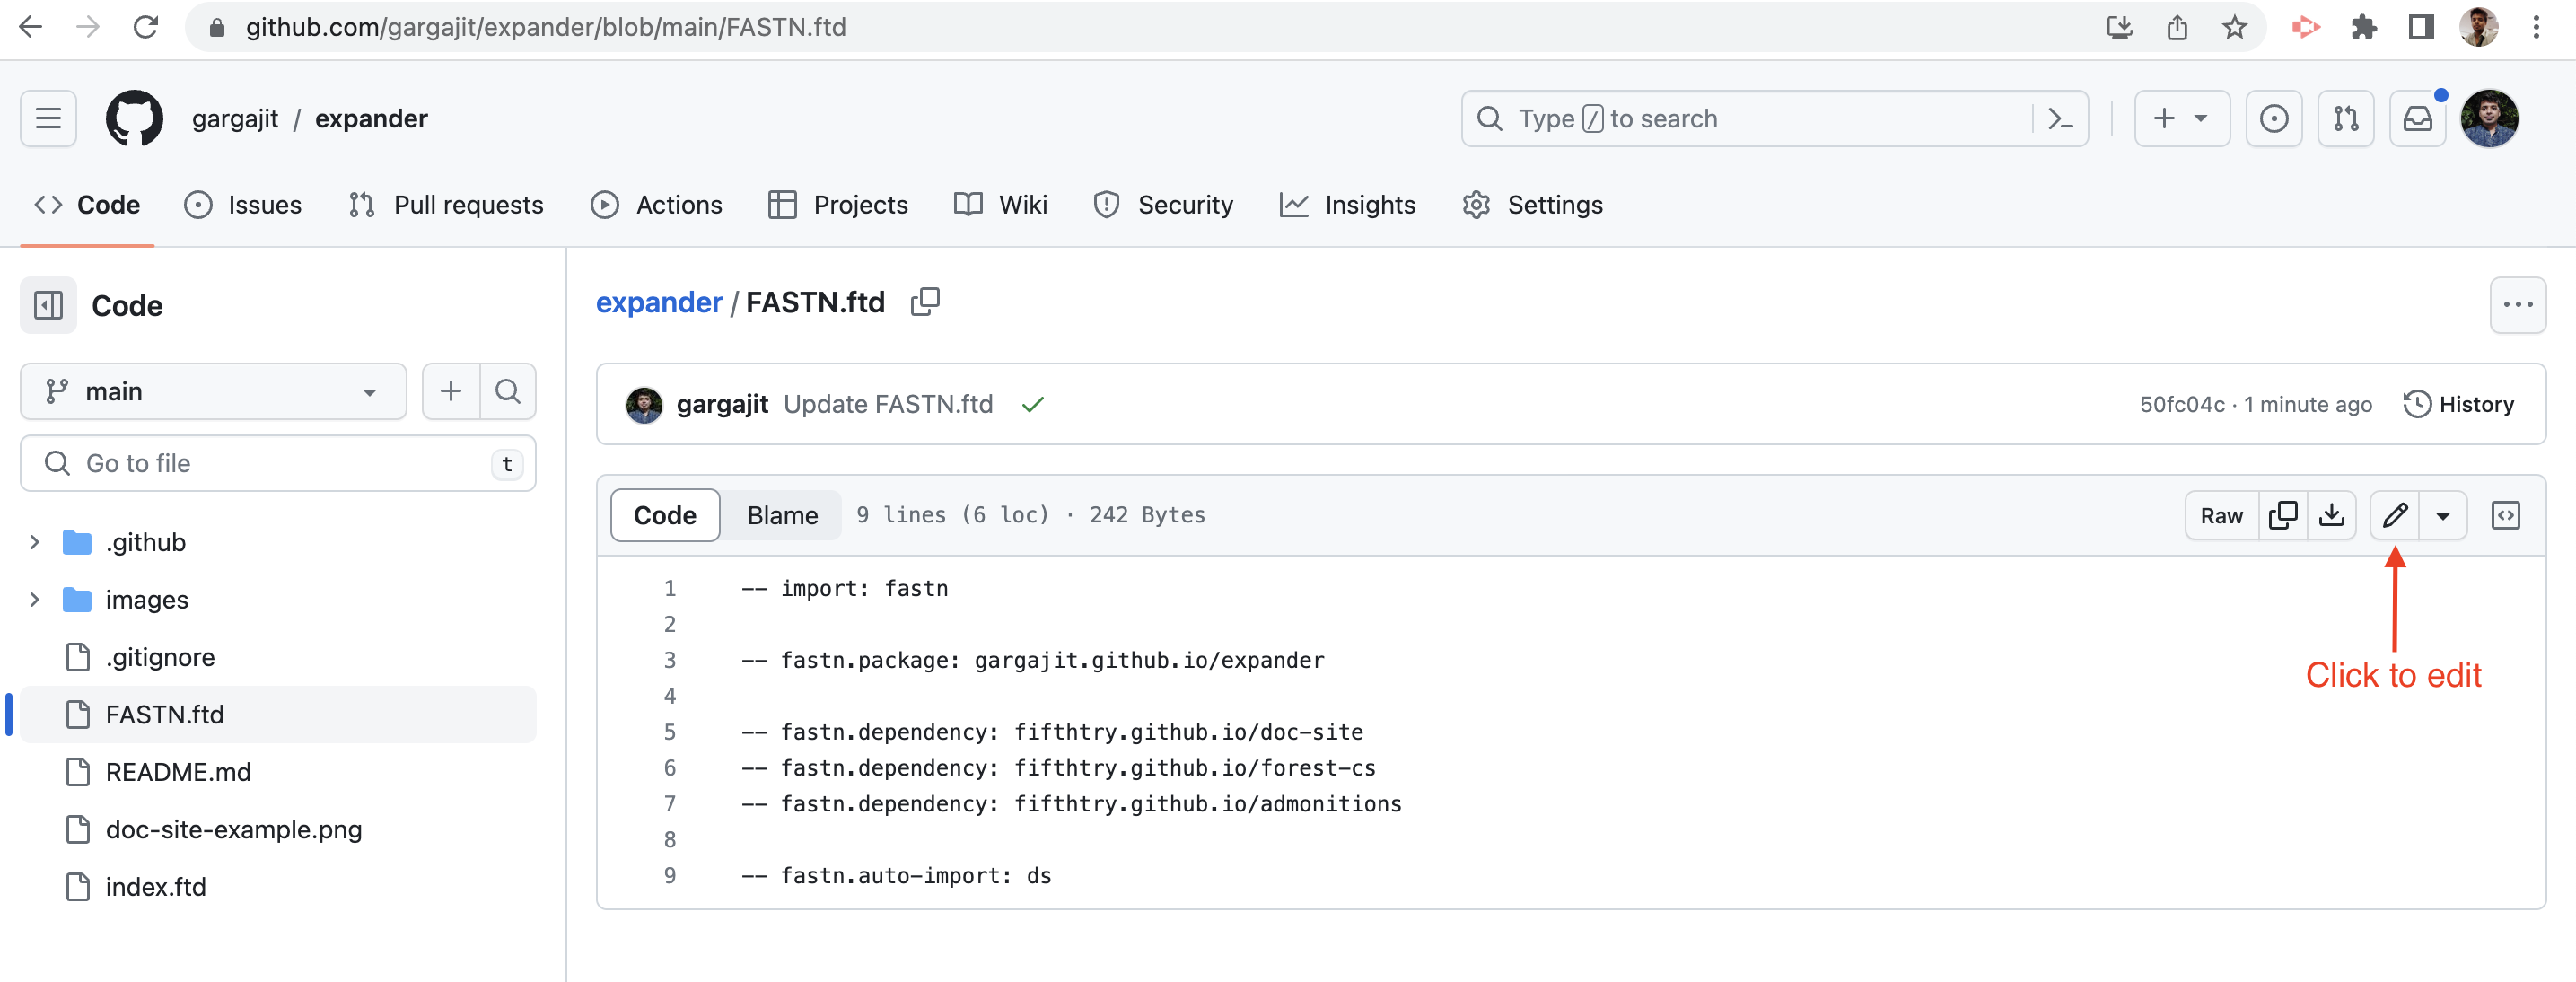 github.com/gargajit/expander/blob/main/FASTN.ftd
gargajit / expander
Type / to search
Code
Issues
Pull requests
Actions
Projects
Wiki
Security
Insights
Settings
Code
main
Go to file
t
.github
images
.gitignore
FASTN.ftd
README.md
doc-site-example.png
index.ftd
expander / FASTN.ftd
gargajit Update FASTN.ftd
50fc04c · 1 minute ago
History
Code
Blame
9 lines (6 loc) · 242 Bytes
Raw
1 -- import: fastn
2
3 -- fastn.package: gargajit.github.io/expander
4
5 -- fastn.dependency: fifthtry.github.io/doc-site
6 -- fastn.dependency: fifthtry.github.io/forest-cs
7 -- fastn.dependency: fifthtry.github.io/admonitions
8
9 -- fastn.auto-import: ds
Click to edit